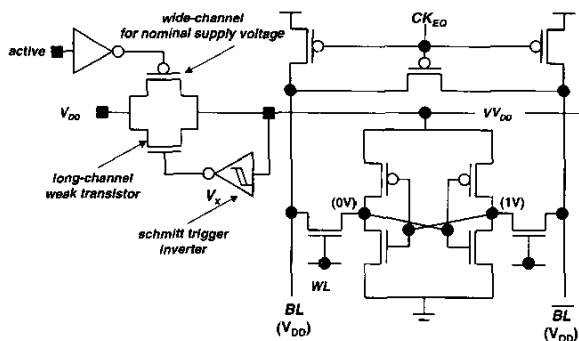 wide-channel
for nominal supply voltage
active
CK_EQ
V_DD
VV_DD
long-channel
weak transistor
V_x
schmitt trigger
inverter
(0V)
(1V)
WL
BL
(V_DD)
B̅L̅
(V_DD)